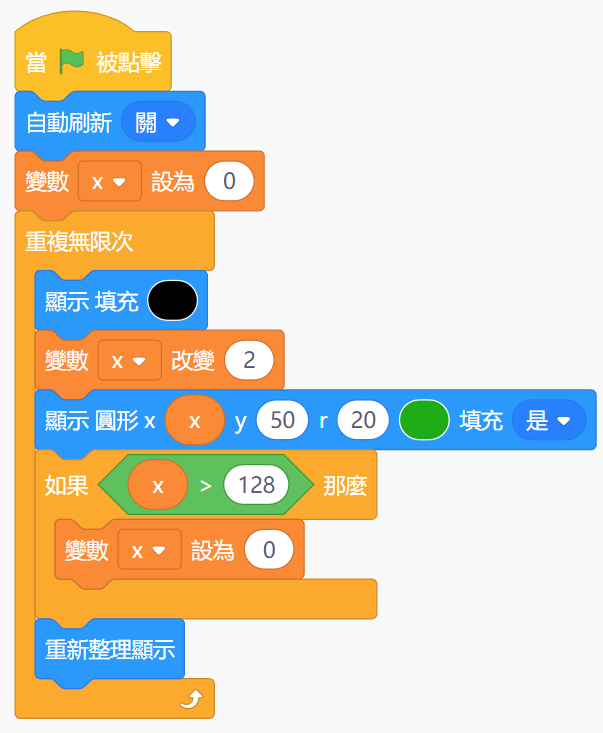 當 被點擊
自動刷新 關
變數 x 設為 0
重複無限次
顯示 填充
變數 x 改變 2
顯示 圓形 x x y 50 r 20 填充 是
如果 x > 128 那麼
變數 x 設為 0
重新整理顯示